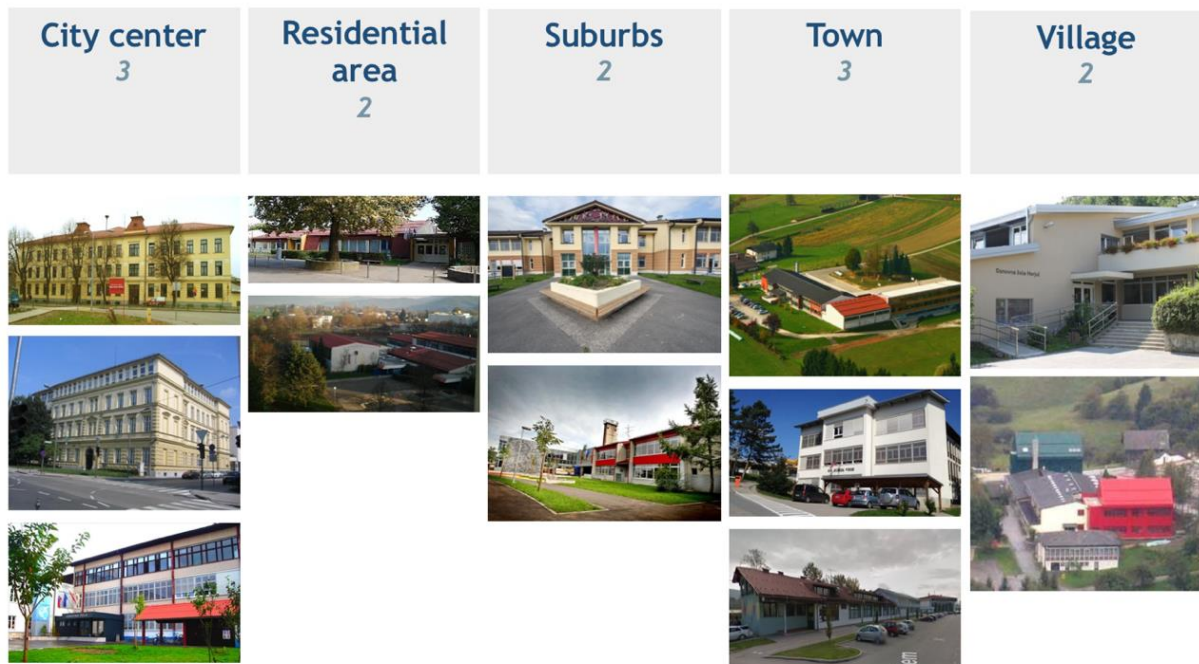 City center
3
Residential
area
2
Suburbs
2
Town
3
Village
2